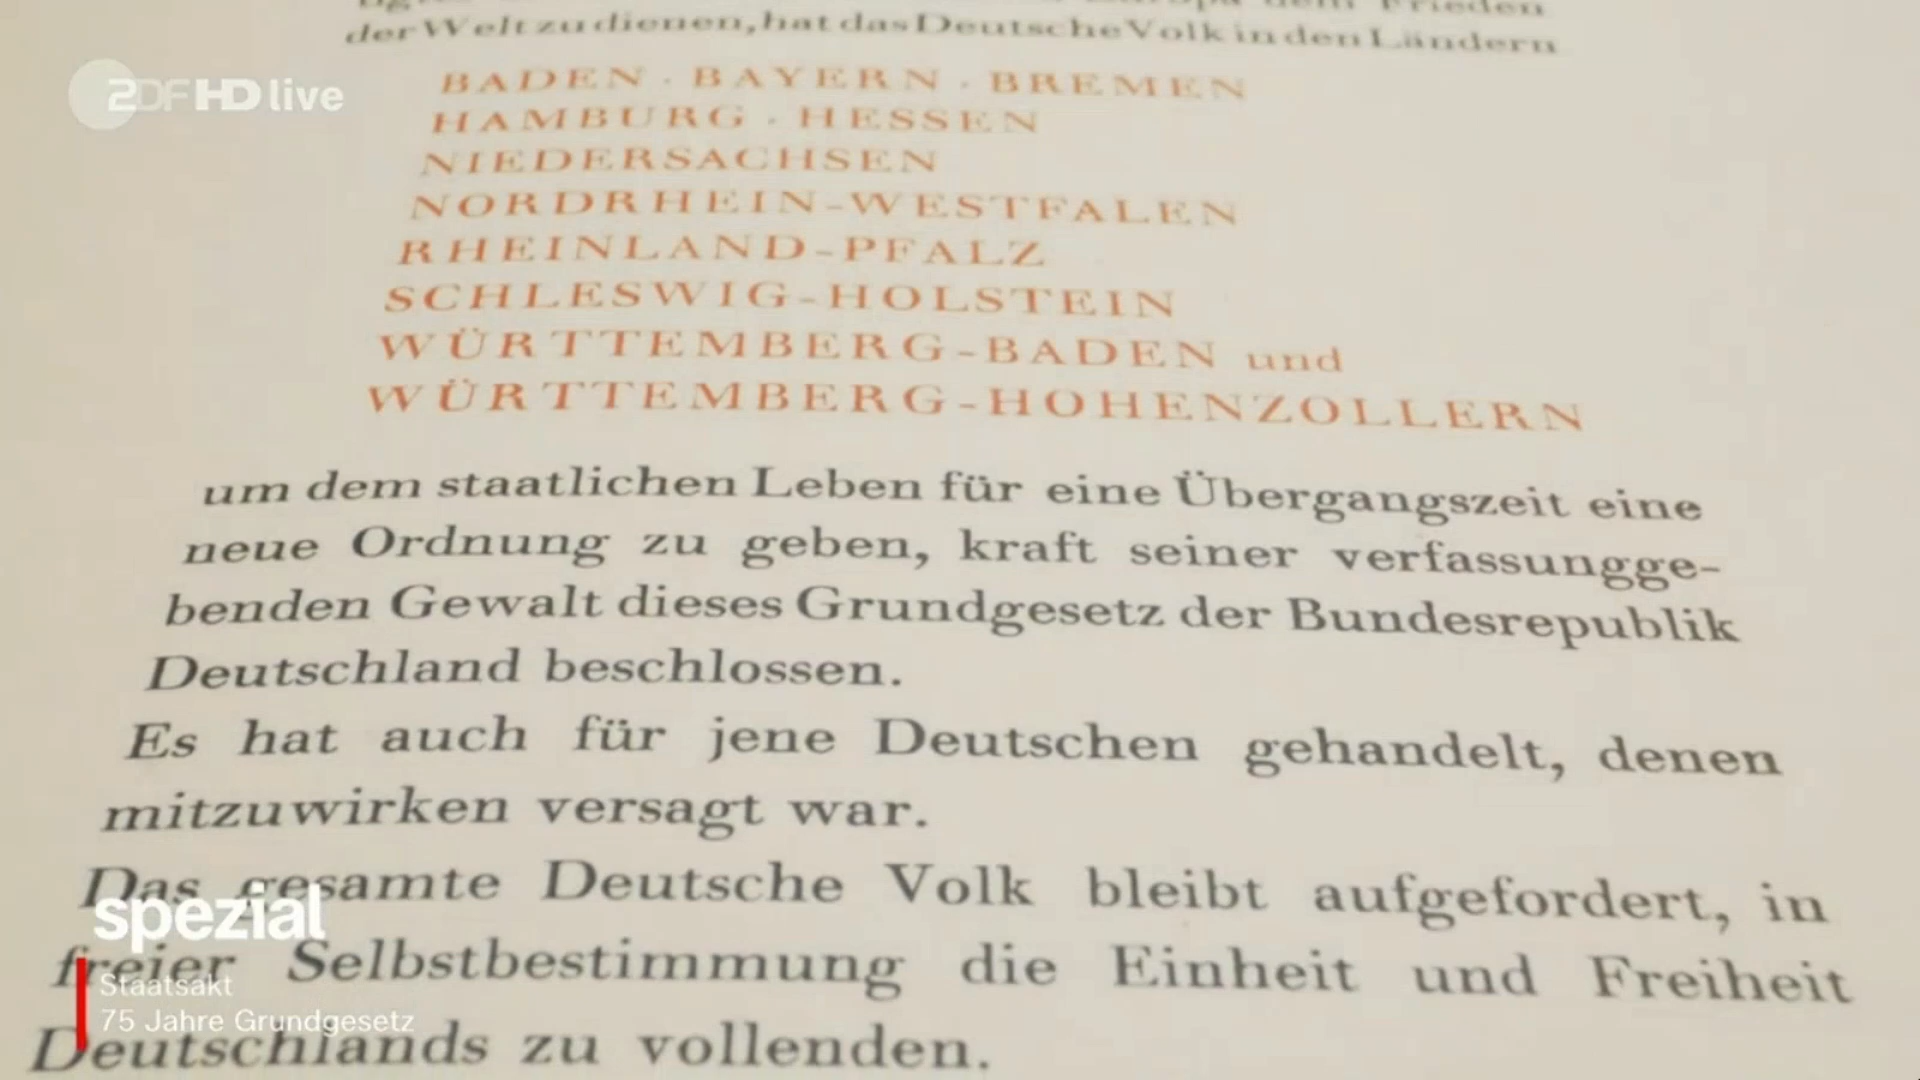 dem Frieden
der Welt zu dienen, hat das Deutsche Volk in den Ländern
BADEN · BAYERN · BREMEN
HAMBURG · HESSEN
NIEDERSACHSEN
NORDRHEIN-WESTFALEN
RHEINLAND-PFALZ
SCHLESWIG-HOLSTEIN
WÜRTTEMBERG-BADEN und
WÜRTTEMBERG-HOHENZOLLERN
um dem staatlichen Leben für eine Übergangszeit eine
neue Ordnung zu geben, kraft seiner verfassungge-
benden Gewalt dieses Grundgesetz der Bundesrepublik
Deutschland beschlossen.
Es hat auch für jene Deutschen gehandelt, denen
mitzuwirken versagt war.
Das gesamte Deutsche Volk bleibt aufgefordert, in
freier Selbstbestimmung die Einheit und Freiheit
Deutschlands zu vollenden.
ZDF HD live
spezial
Staatsakt
75 Jahre Grundgesetz